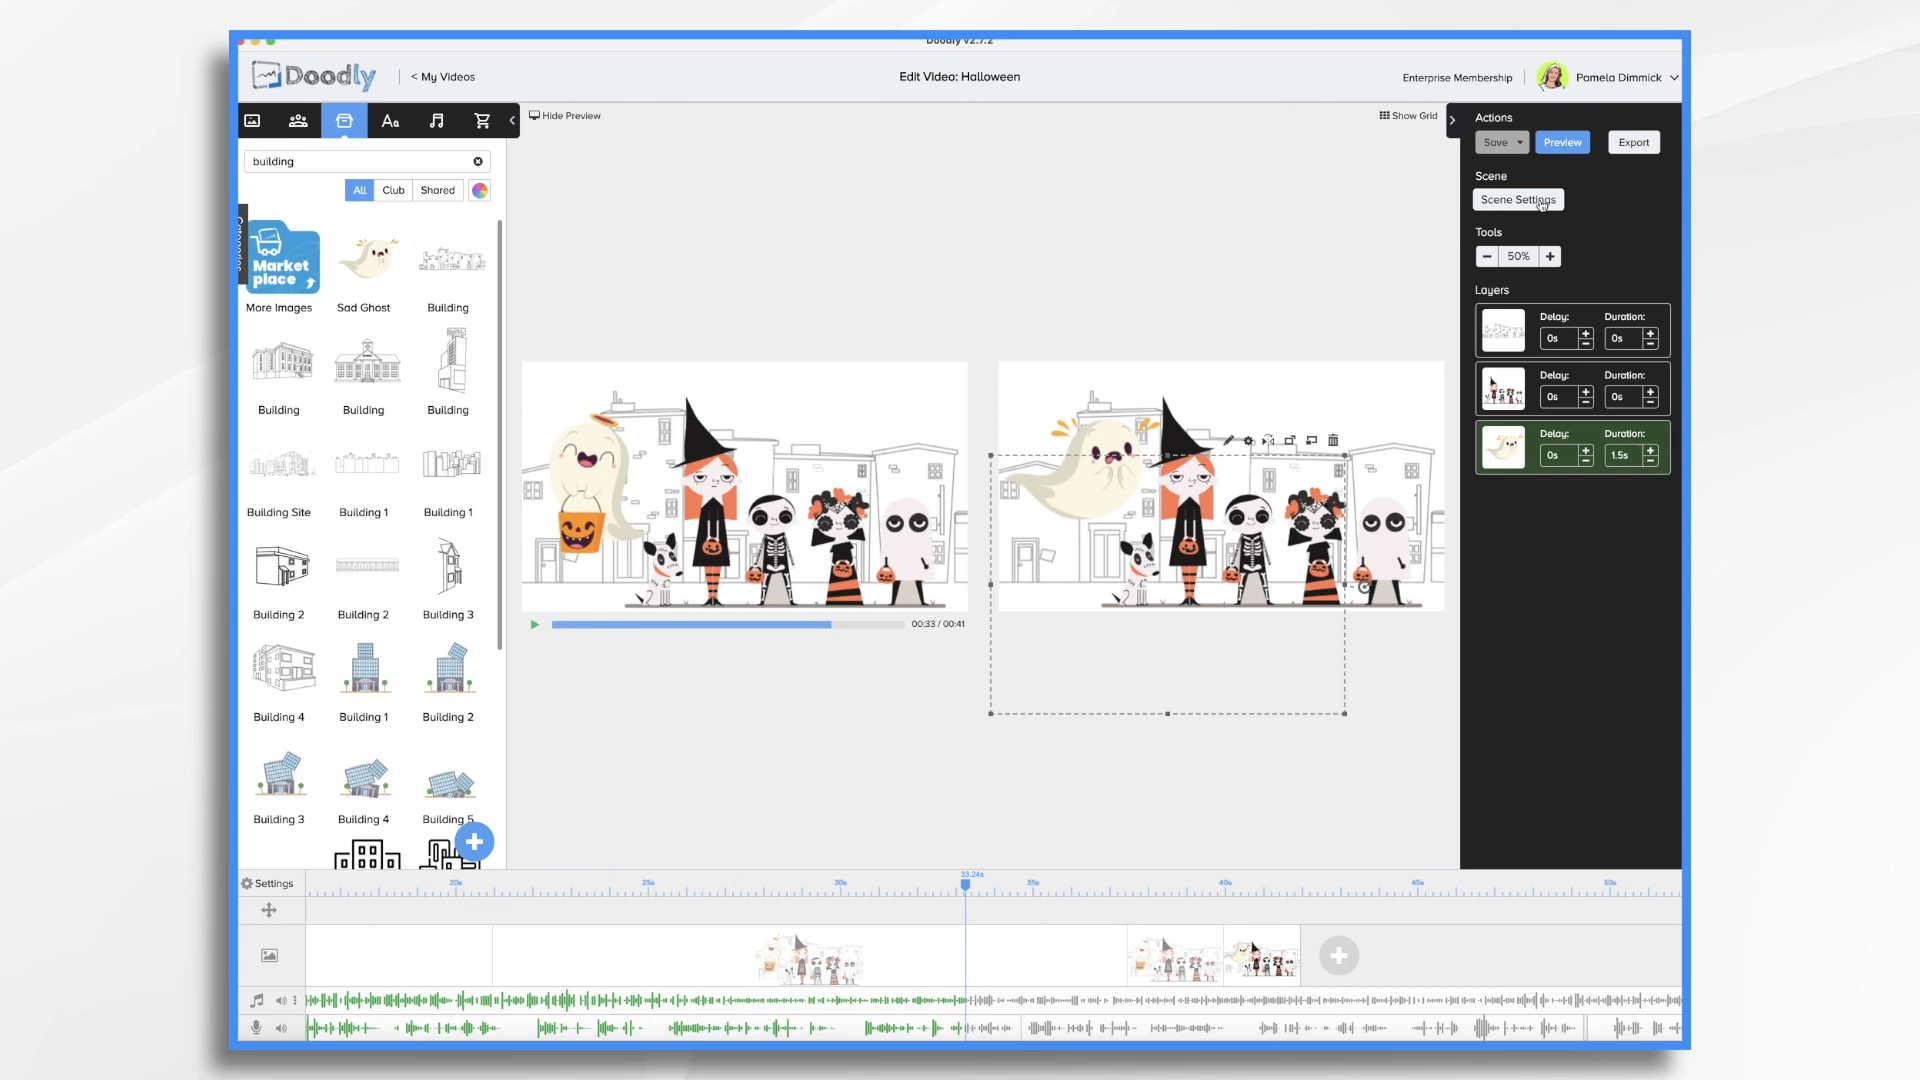 Doodly v2.7.2
Doodly
< My Videos
Edit Video: Halloween
Enterprise Membership
Pamela Dimmick
Hide Preview
Show Grid
building
All
Club
Shared
Market place
More Images
Sad Ghost
Building
Building
Building
Building
Building Site
Building 1
Building 1
Building 2
Building 2
Building 3
Building 4
Building 1
Building 2
Building 3
Building 4
Building 5
00:33 / 00:41
Actions
Save
Preview
Export
Scene
Scene Settings
Tools
50%
Layers
Delay:
Duration:
0s
0s
Delay:
Duration:
0s
0s
Delay:
Duration:
0s
1.5s
Settings
20s
25s
30s
33.24s
35s
40s
45s
50s